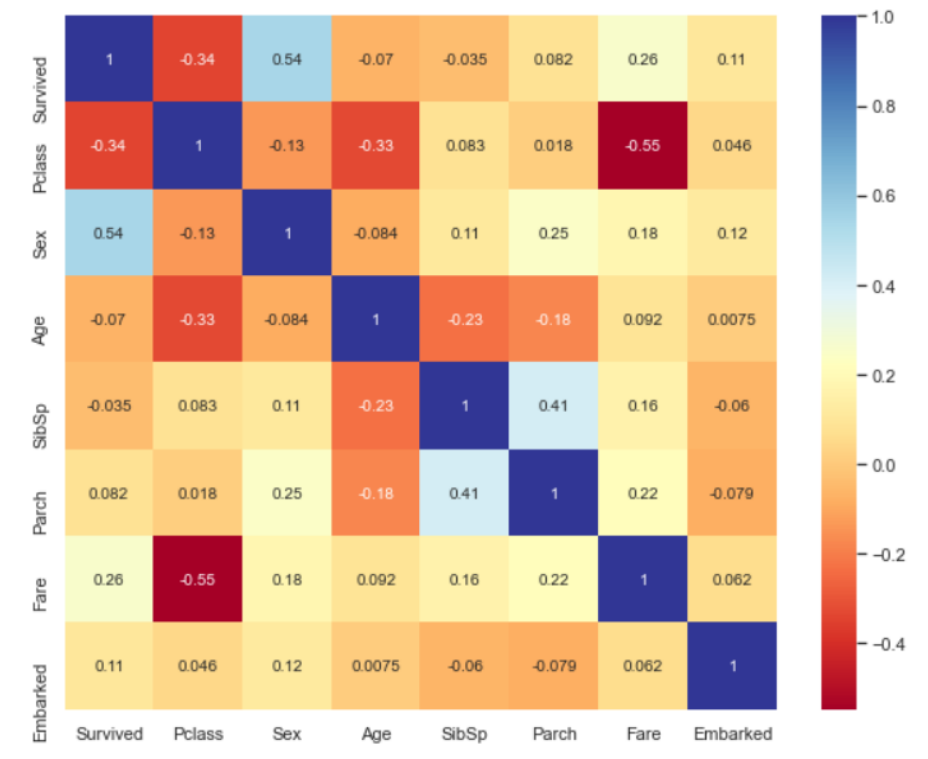 Survived 1 -0.34 0.54 -0.07 -0.035 0.082 0.26 0.11
Pclass -0.34 1 -0.13 -0.33 0.083 0.018 -0.55 0.046
Sex 0.54 -0.13 1 -0.084 0.11 0.25 0.18 0.12
Age -0.07 -0.33 -0.084 1 -0.23 -0.18 0.092 0.0075
SibSp -0.035 0.083 0.11 -0.23 1 0.41 0.16 -0.06
Parch 0.082 0.018 0.25 -0.18 0.41 1 0.22 -0.079
Fare 0.26 -0.55 0.18 0.092 0.16 0.22 1 0.062
Embarked 0.11 0.046 0.12 0.0075 -0.06 -0.079 0.062 1
Survived Pclass Sex Age SibSp Parch Fare Embarked
1.0
0.8
0.6
0.4
0.2
0.0
−0.2
−0.4